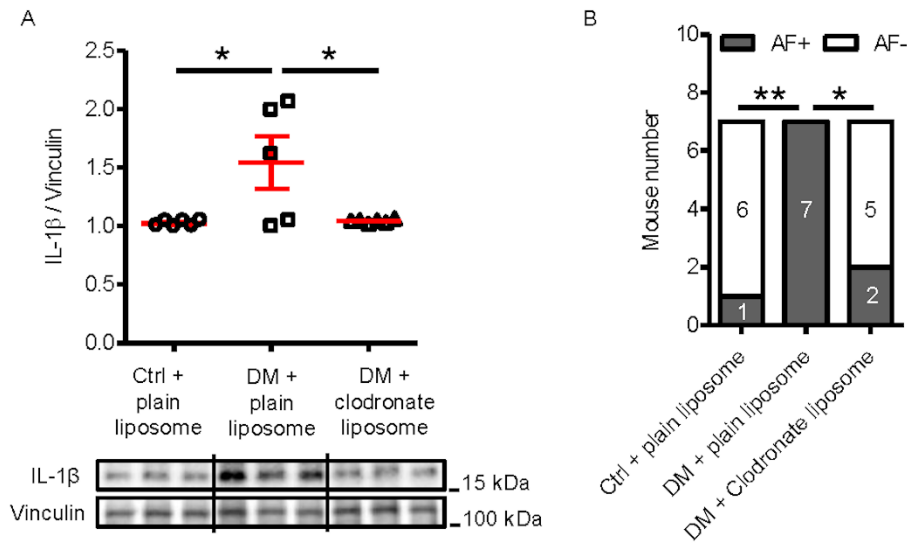 A
2.5
2.0
1.5
1.0
0.5
0.0
IL-1β / Vinculin
*
*
Ctrl +
plain
liposome
DM +
plain
liposome
DM +
clodronate
liposome
IL-1β
15 kDa
Vinculin
100 kDa
B
AF+ AF-
10
8
6
4
2
0
Mouse number
**
*
6
1
7
5
2
Ctrl + plain liposome
DM + plain liposome
DM + Clodronate liposome